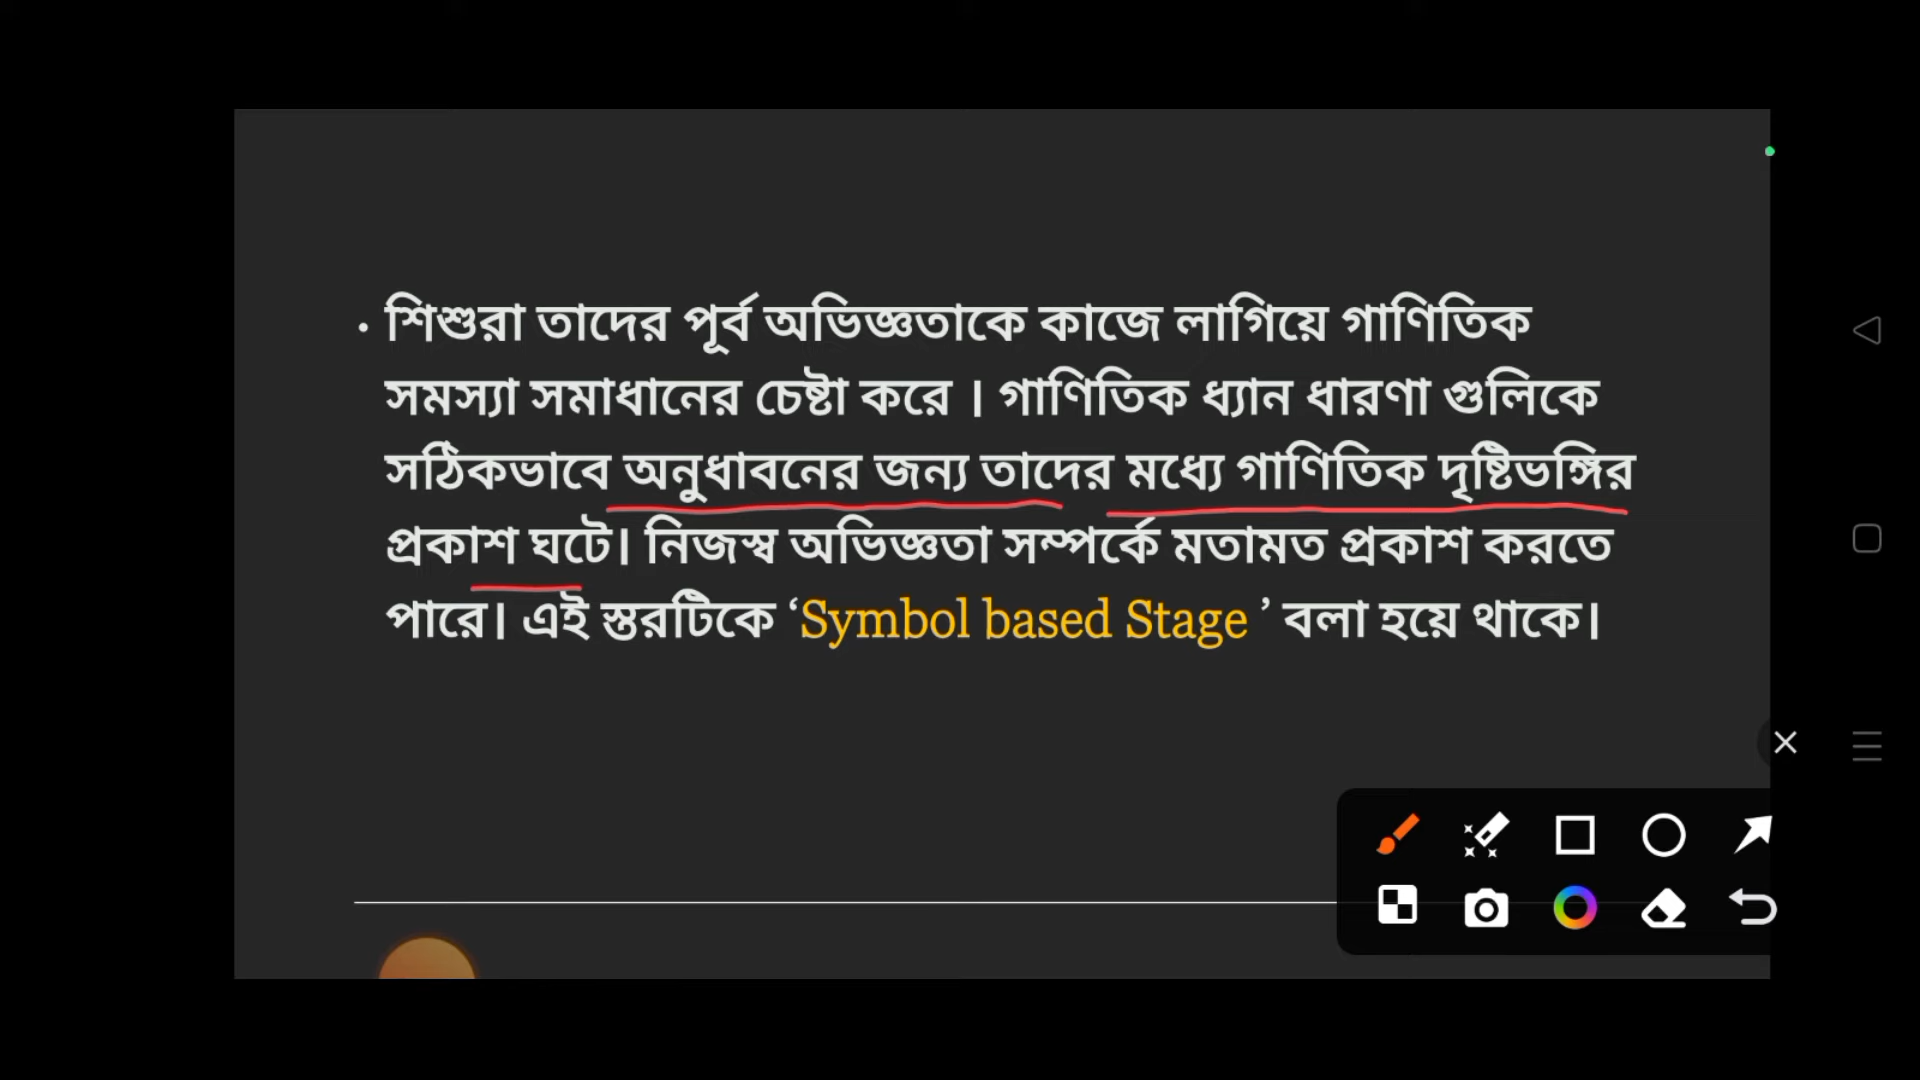 • শিশুরা তাদের পূর্ব অভিজ্ঞতাকে কাজে লাগিয়ে গাণিতিক
সমস্যা সমাধানের চেষ্টা করে । গাণিতিক ধ্যান ধারণা গুলিকে
সঠিকভাবে অনুধাবনের জন্য তাদের মধ্যে গাণিতিক দৃষ্টিভঙ্গির
প্রকাশ ঘটে। নিজস্ব অভিজ্ঞতা সম্পর্কে মতামত প্রকাশ করতে
পারে। এই স্তরটিকে ‘Symbol based Stage ’ বলা হয়ে থাকে।